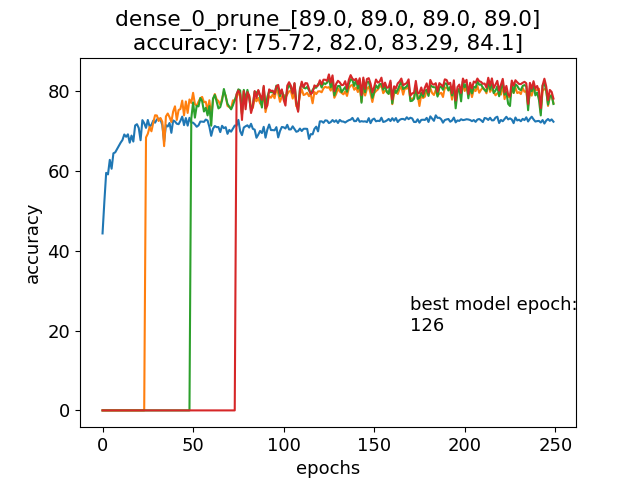 dense_0_prune_[89.0, 89.0, 89.0, 89.0]
accuracy: [75.72, 82.0, 83.29, 84.1]
accuracy
80
60
40
20
0
best model epoch:
126
0 50 100 150 200 250
epochs